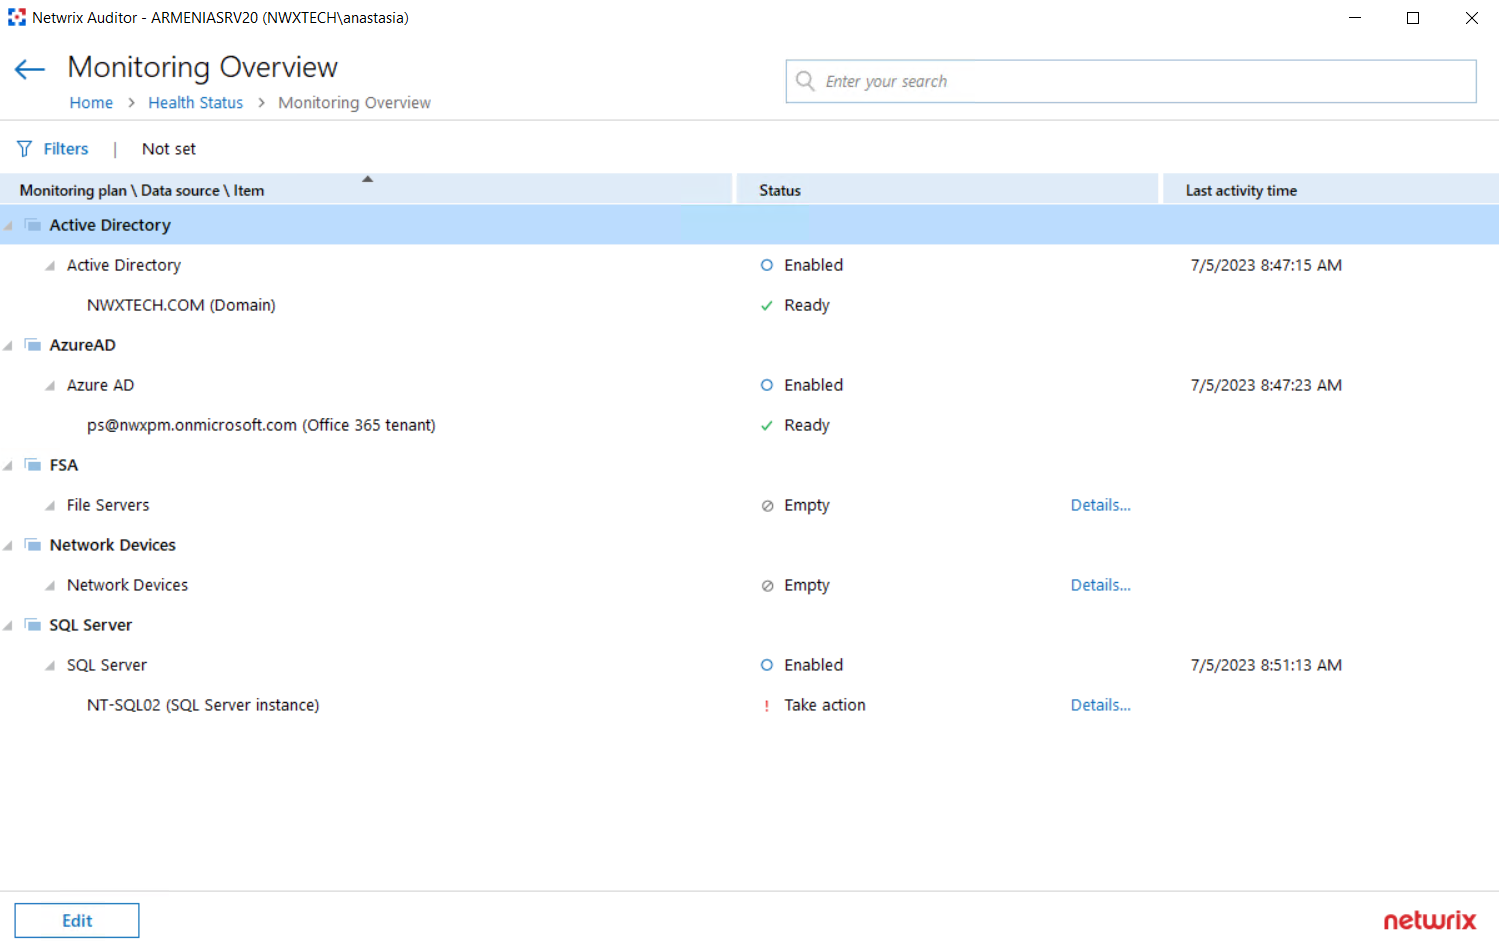 Netwrix Auditor - ARMENIASRV20 (NWXTECH\anastasia)
Monitoring Overview
Enter your search
Home > Health Status > Monitoring Overview
Filters | Not set
Monitoring plan \ Data source \ Item Status Last activity time
Active Directory
Active Directory Enabled 7/5/2023 8:47:15 AM
NWXTECH.COM (Domain) Ready
AzureAD
Azure AD Enabled 7/5/2023 8:47:23 AM
ps@nwxpm.onmicrosoft.com (Office 365 tenant) Ready
FSA
File Servers Empty Details...
Network Devices
Network Devices Empty Details...
SQL Server
SQL Server Enabled 7/5/2023 8:51:13 AM
NT-SQL02 (SQL Server instance) ! Take action Details...
Edit
netwrix